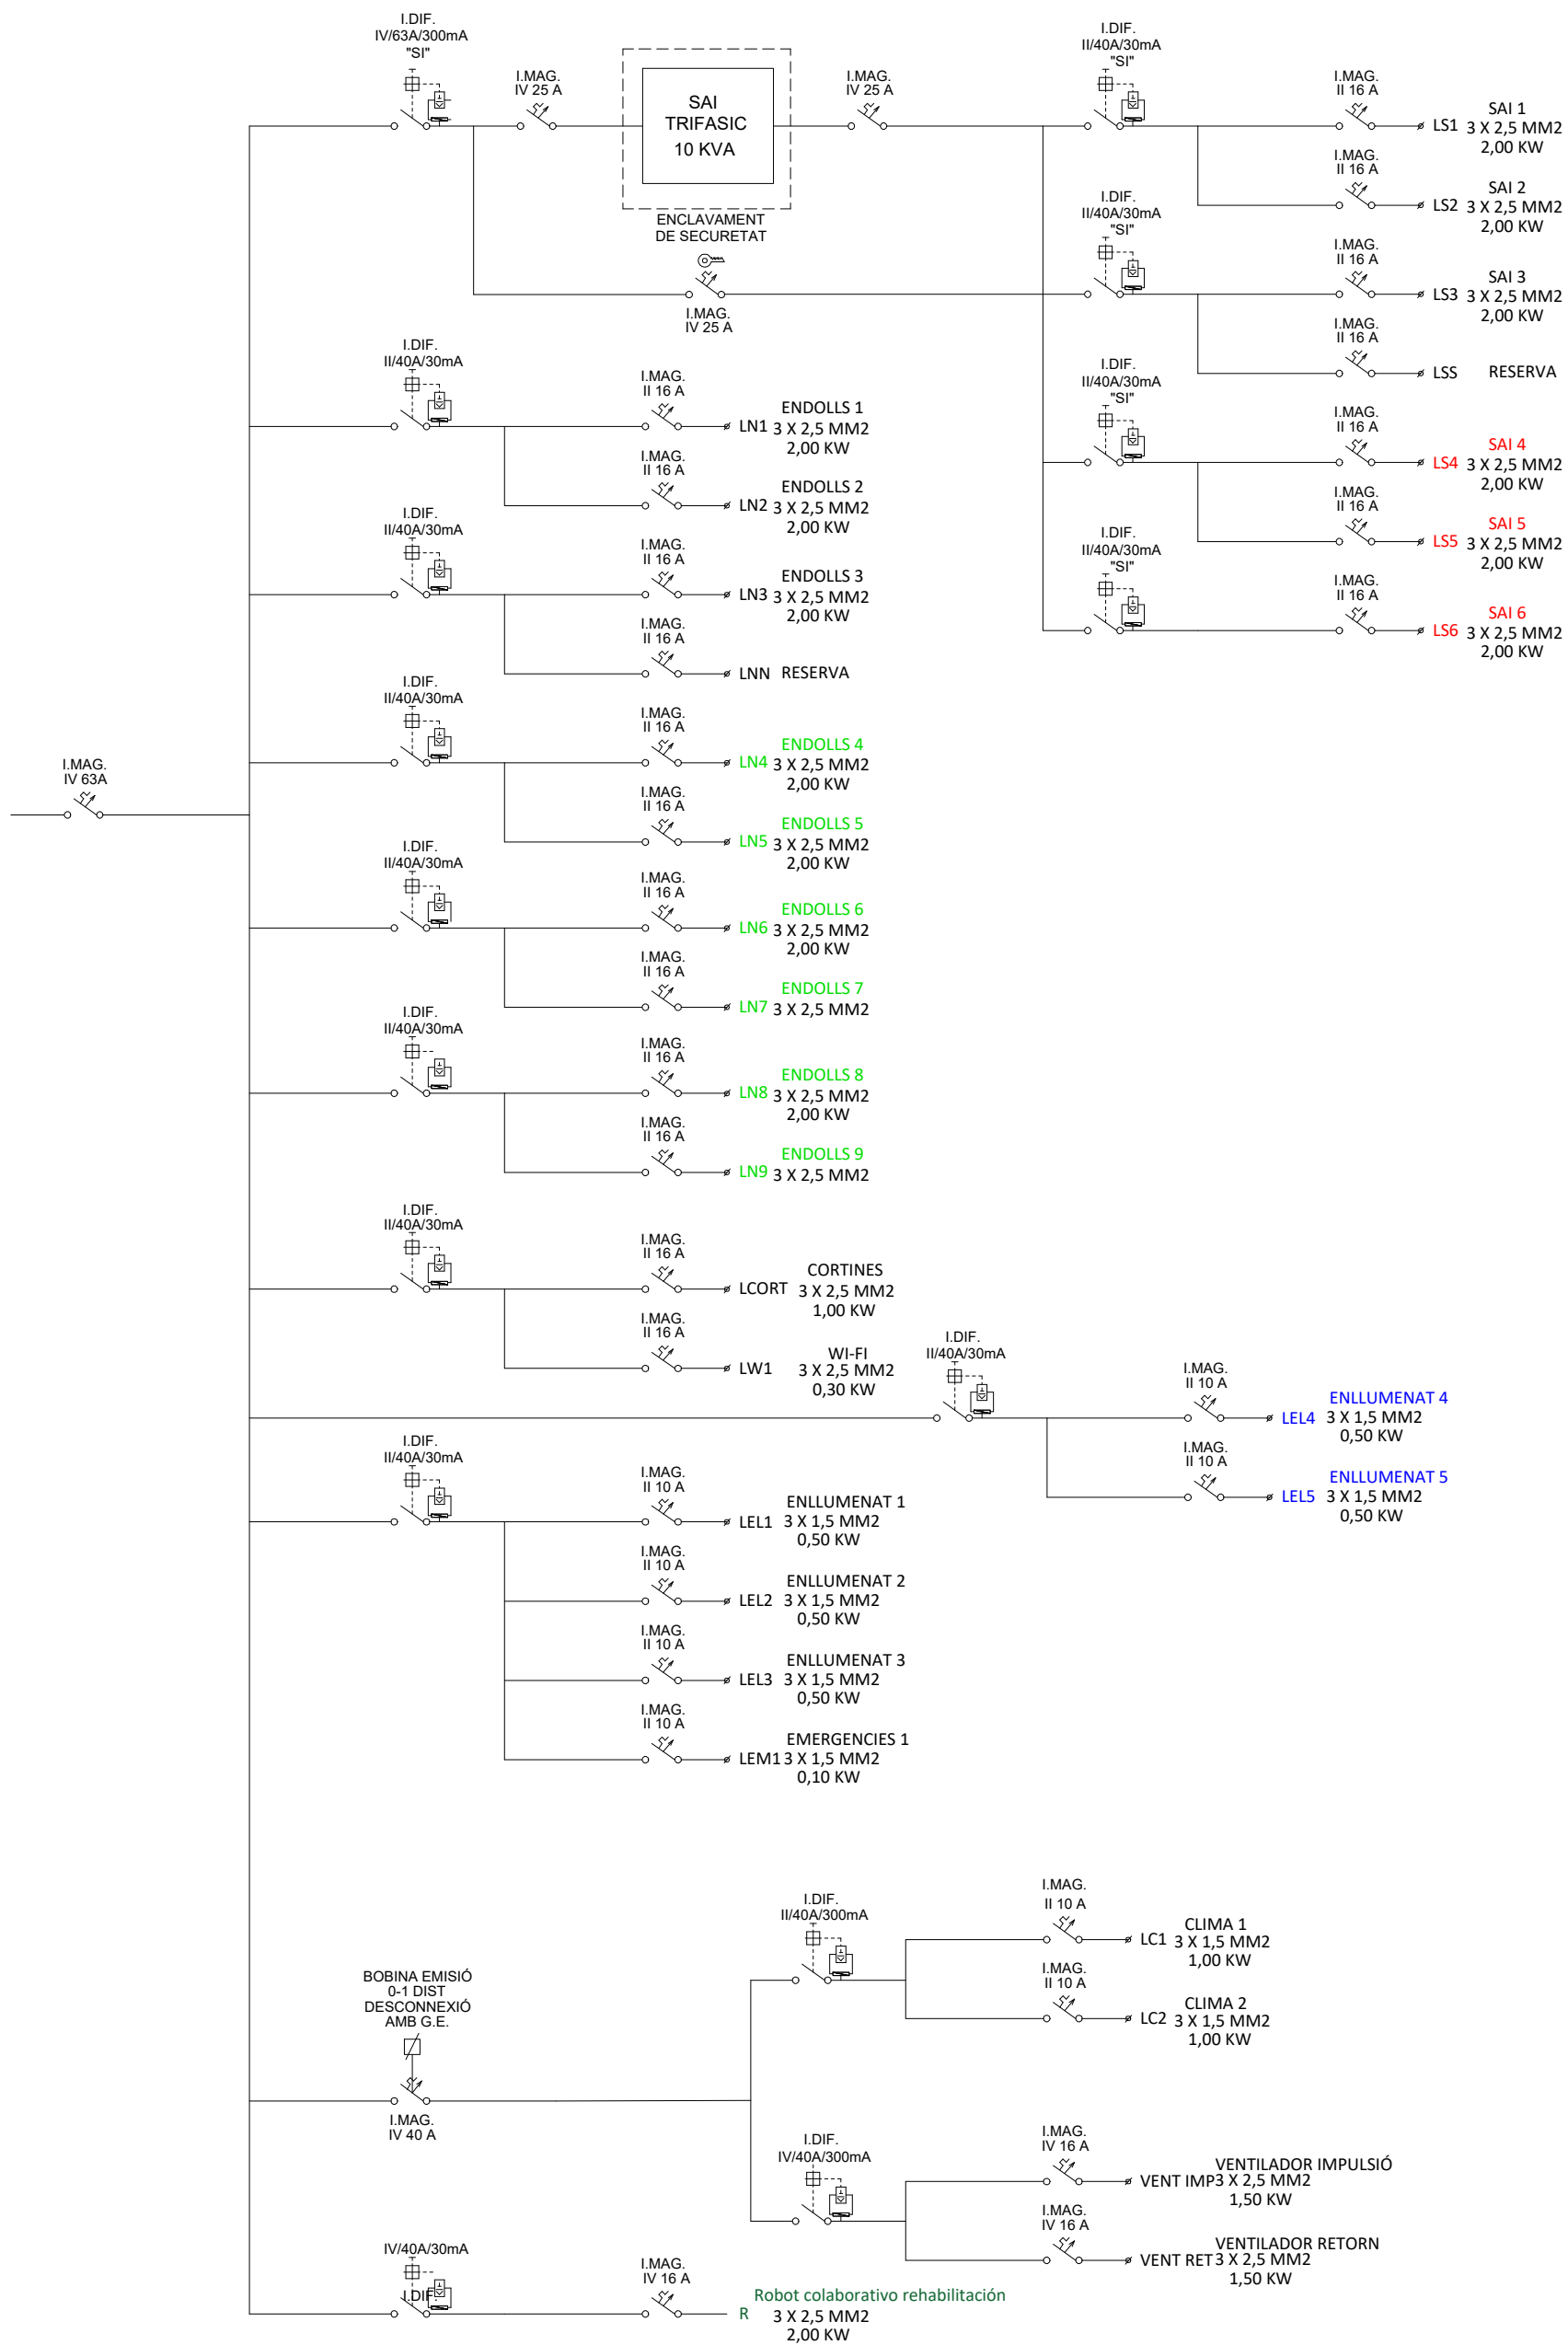 I.DIF.
IV/63A/300mA
"SI"
I.MAG.
IV 25 A
SAI
TRIFASIC
10 KVA
ENCLAVAMENT
DE SECURETAT
I.MAG.
IV 25 A
I.MAG.
IV 25 A
I.DIF.
II/40A/30mA
"SI"
I.MAG.
II 16 A
LS1
SAI 1
3 X 2,5 MM2
2,00 KW
I.MAG.
II 16 A
LS2
SAI 2
3 X 2,5 MM2
2,00 KW
I.DIF.
II/40A/30mA
"SI"
I.MAG.
II 16 A
LS3
SAI 3
3 X 2,5 MM2
2,00 KW
I.MAG.
II 16 A
LSS RESERVA
I.DIF.
II/40A/30mA
"SI"
I.MAG.
II 16 A
LS4
SAI 4
3 X 2,5 MM2
2,00 KW
I.MAG.
II 16 A
LS5
SAI 5
3 X 2,5 MM2
2,00 KW
I.DIF.
II/40A/30mA
"SI"
I.MAG.
II 16 A
LS6
SAI 6
3 X 2,5 MM2
2,00 KW
I.MAG.
IV 63A
I.DIF.
II/40A/30mA
I.MAG.
II 16 A
LN1
ENDOLLS 1
3 X 2,5 MM2
2,00 KW
I.MAG.
II 16 A
LN2
ENDOLLS 2
3 X 2,5 MM2
2,00 KW
I.DIF.
II/40A/30mA
I.MAG.
II 16 A
LN3
ENDOLLS 3
3 X 2,5 MM2
2,00 KW
I.MAG.
II 16 A
LNN RESERVA
I.DIF.
II/40A/30mA
I.MAG.
II 16 A
LN4
ENDOLLS 4
3 X 2,5 MM2
2,00 KW
I.MAG.
II 16 A
LN5
ENDOLLS 5
3 X 2,5 MM2
2,00 KW
I.DIF.
II/40A/30mA
I.MAG.
II 16 A
LN6
ENDOLLS 6
3 X 2,5 MM2
2,00 KW
I.MAG.
II 16 A
LN7
ENDOLLS 7
3 X 2,5 MM2
I.DIF.
II/40A/30mA
I.MAG.
II 16 A
LN8
ENDOLLS 8
3 X 2,5 MM2
2,00 KW
I.MAG.
II 16 A
LN9
ENDOLLS 9
3 X 2,5 MM2
I.DIF.
II/40A/30mA
I.MAG.
II 16 A
LCORT
CORTINES
3 X 2,5 MM2
1,00 KW
I.MAG.
II 16 A
LW1
WI-FI
3 X 2,5 MM2
0,30 KW
I.DIF.
II/40A/30mA
I.MAG.
II 10 A
LEL4
ENLLUMENAT 4
3 X 1,5 MM2
0,50 KW
I.MAG.
II 10 A
LEL5
ENLLUMENAT 5
3 X 1,5 MM2
0,50 KW
I.DIF.
II/40A/30mA
I.MAG.
II 10 A
LEL1
ENLLUMENAT 1
3 X 1,5 MM2
0,50 KW
I.MAG.
II 10 A
LEL2
ENLLUMENAT 2
3 X 1,5 MM2
0,50 KW
I.MAG.
II 10 A
LEL3
ENLLUMENAT 3
3 X 1,5 MM2
0,50 KW
I.MAG.
II 10 A
LEM1
EMERGENCIES 1
3 X 1,5 MM2
0,10 KW
BOBINA EMISIÓ
0-1 DIST
DESCONNEXIÓ
AMB G.E.
I.MAG.
IV 40 A
I.DIF.
II/40A/300mA
I.MAG.
II 10 A
LC1
CLIMA 1
3 X 1,5 MM2
1,00 KW
I.MAG.
II 10 A
LC2
CLIMA 2
3 X 1,5 MM2
1,00 KW
I.DIF.
IV/40A/300mA
I.MAG.
IV 16 A
VENT IMP
VENTILADOR IMPULSIÓ
3 X 2,5 MM2
1,50 KW
I.MAG.
IV 16 A
VENT RET
VENTILADOR RETORN
3 X 2,5 MM2
1,50 KW
IV/40A/30mA
I.DIF.
I.MAG.
IV 16 A
R
Robot colaborativo rehabilitación
3 X 2,5 MM2
2,00 KW